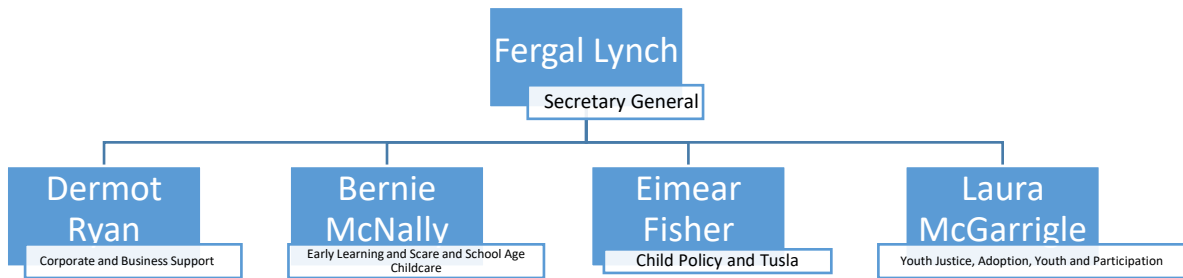 Fergal Lynch
Secretary General
Dermot
Ryan
Corporate and Business Support
Bernie
McNally
Early Learning and Scare and School Age
Childcare
Eimear
Fisher
Child Policy and Tusla
Laura
McGarrigle
Youth Justice, Adoption, Youth and Participation